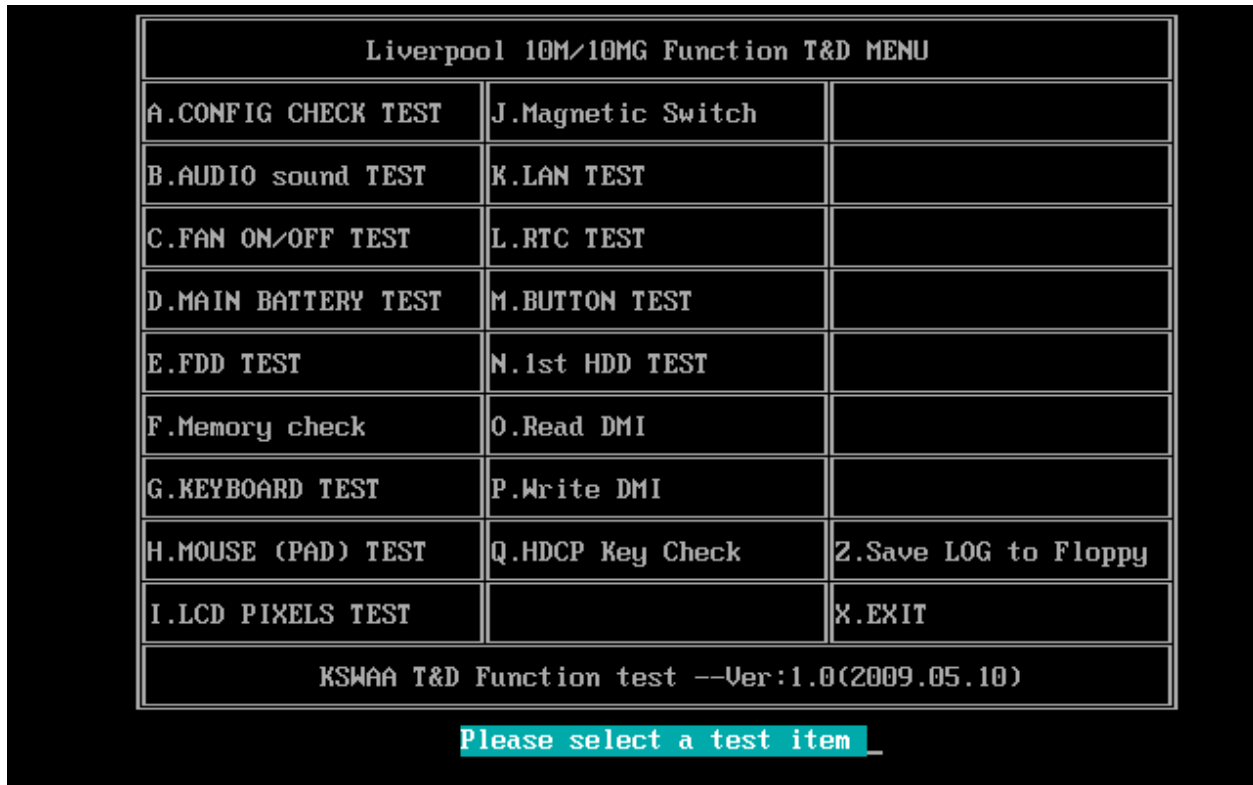 Liverpool 10M/10MG Function T&D MENU
A.CONFIG CHECK TEST J.Magnetic Switch
B.AUDIO sound TEST K.LAN TEST
C.FAN ON/OFF TEST L.RTC TEST
D.MAIN BATTERY TEST M.BUTTON TEST
E.FDD TEST N.1st HDD TEST
F.Memory check O.Read DMI
G.KEYBOARD TEST P.Write DMI
H.MOUSE (PAD) TEST Q.HDCP Key Check Z.Save LOG to Floppy
I.LCD PIXELS TEST X.EXIT
KSWAA T&D Function test --Ver:1.0(2009.05.10)
Please select a test item _